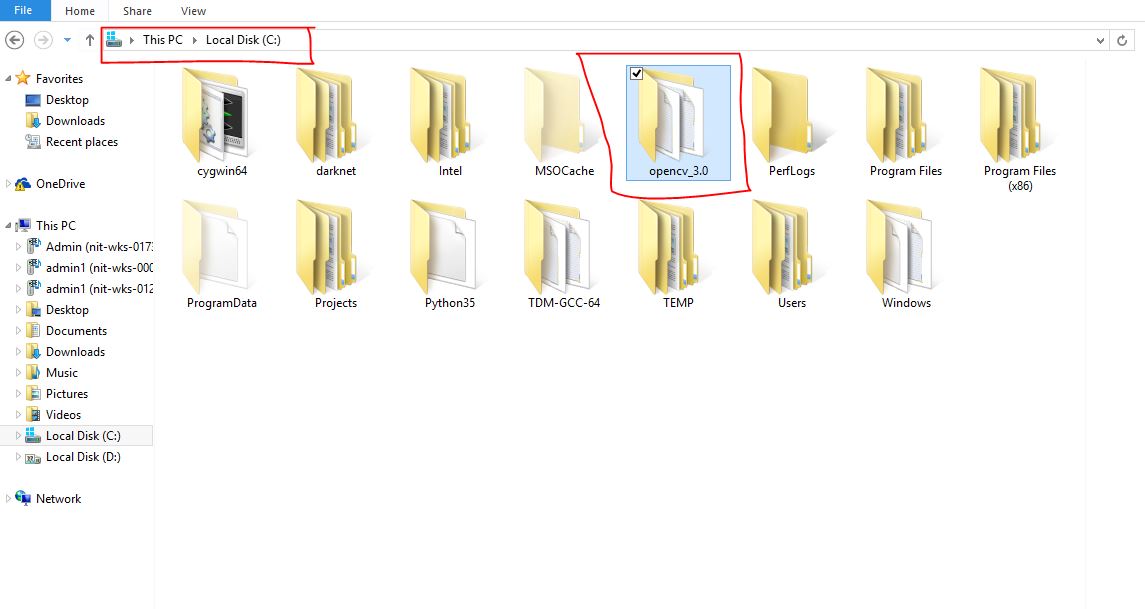 File Home Share View
This PC Local Disk (C:)
Favorites
Desktop
Downloads
Recent places
OneDrive
This PC
Admin (nit-wks-017
admin1 (nit-wks-000
admin1 (nit-wks-012
Desktop
Documents
Downloads
Music
Pictures
Videos
Local Disk (C:)
Local Disk (D:)
Network
cygwin64 darknet Intel MSOCache opencv_3.0 PerfLogs Program Files Program Files
(x86)
ProgramData Projects Python35 TDM-GCC-64 TEMP Users Windows